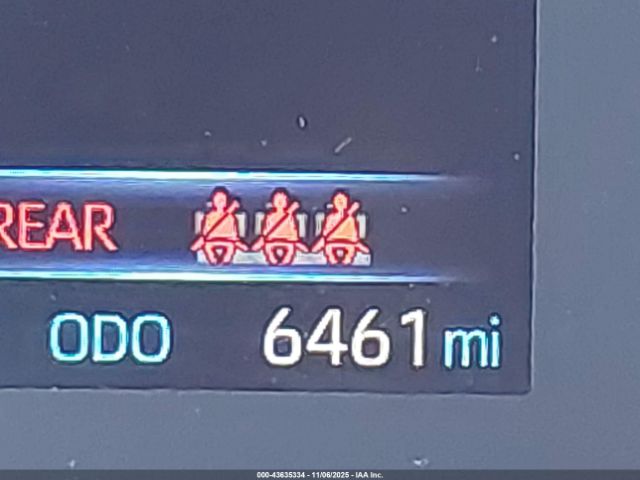 REAR
ODO 6461 mi
000-43635334 - 11/06/2025 - IAA Inc.